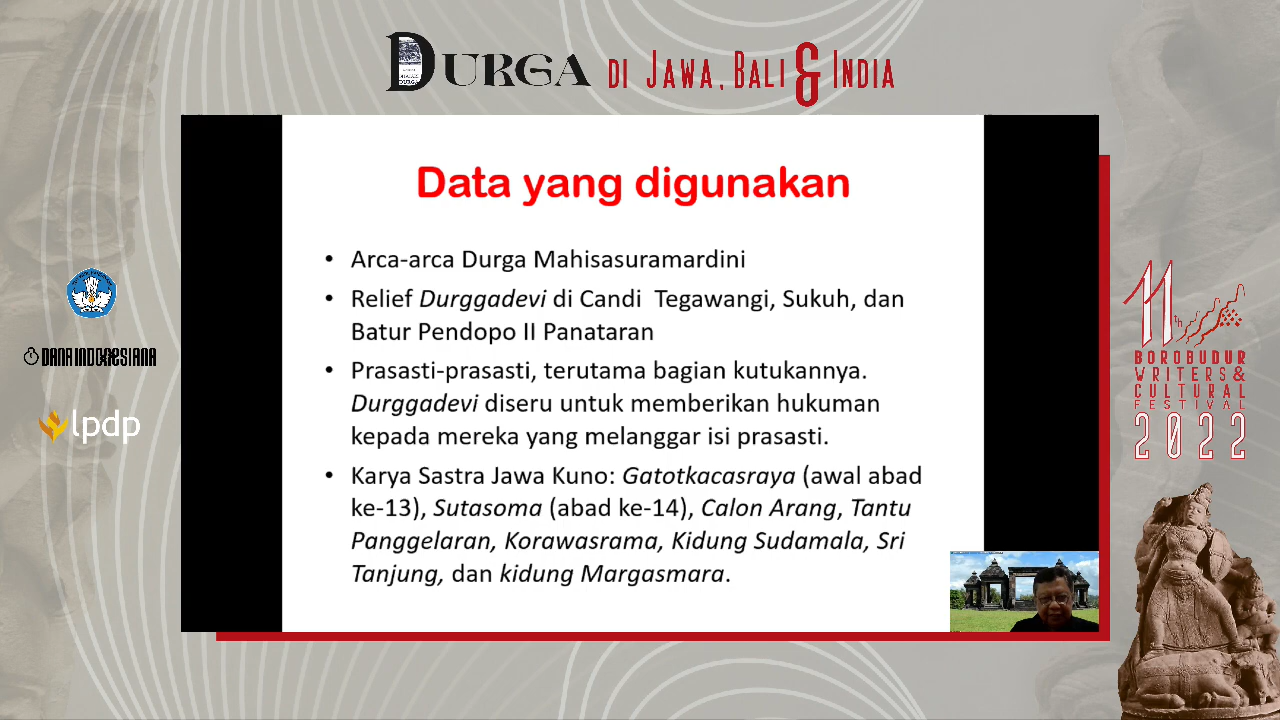 DURGA DI JAWA, BALI & INDIA
Data yang digunakan
• Arca-arca Durga Mahisasuramardini
• Relief Durggadevi di Candi Tegawangi, Sukuh, dan
Batur Pendopo II Panataran
• Prasasti-prasasti, terutama bagian kutukannya.
Durggadevi diseru untuk memberikan hukuman
kepada mereka yang melanggar isi prasasti.
• Karya Sastra Jawa Kuno: Gatotkacasraya (awal abad
ke-13), Sutasoma (abad ke-14), Calon Arang, Tantu
Panggelaran, Korawasrama, Kidung Sudamala, Sri
Tanjung, dan kidung Margasmara.
DANA INDONESIANA
lpdp
11th
BOROBUDUR
WRITERS &
CULTURAL
FESTIVAL
2022